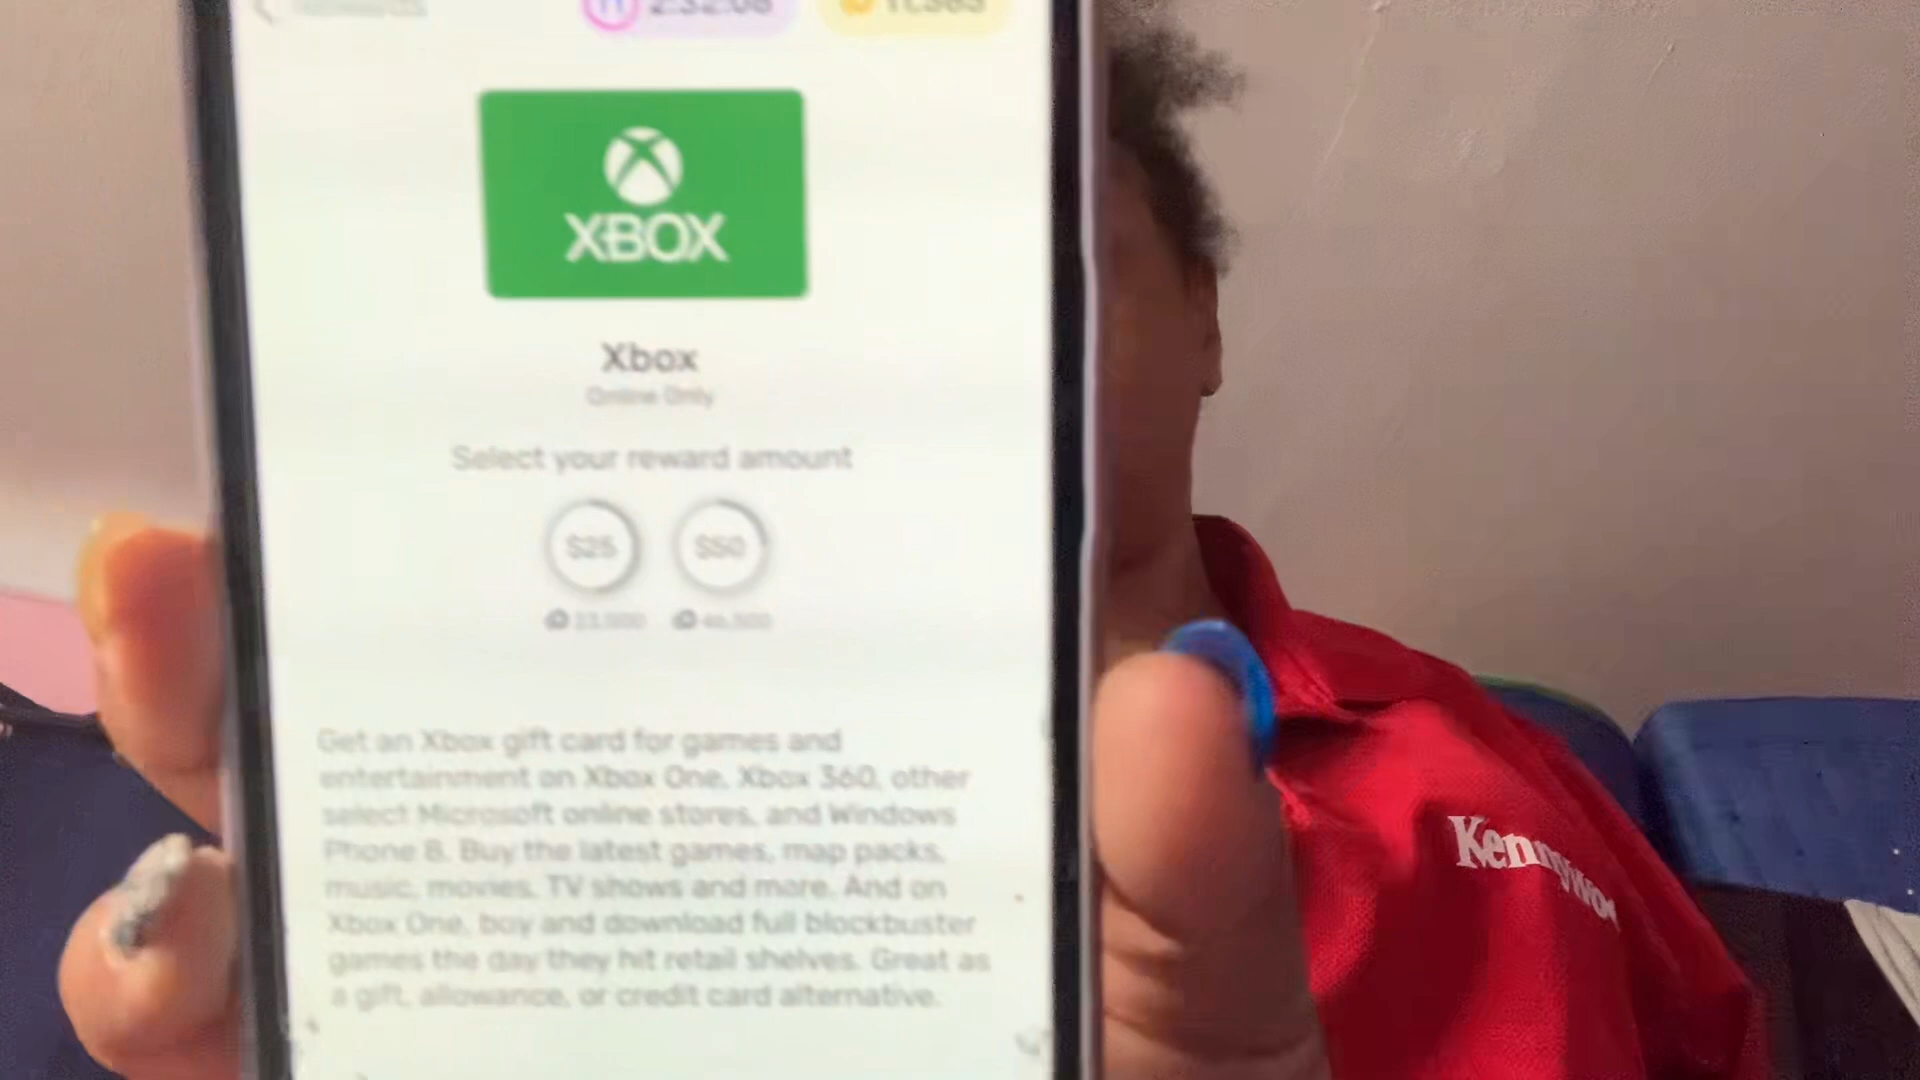 XBOX
Xbox
Online Only
Select your reward amount
$25 $50
Get an Xbox gift card for games and
entertainment on Xbox One, Xbox 360, other
select Microsoft online stores, and Windows
Phone 8. Buy the latest games, map packs,
music, movies, TV shows and more. And on
Xbox One, boy and download full blockbuster
games the day they hit retail shelves. Great as
a gift, allowance, or credit card alternative.